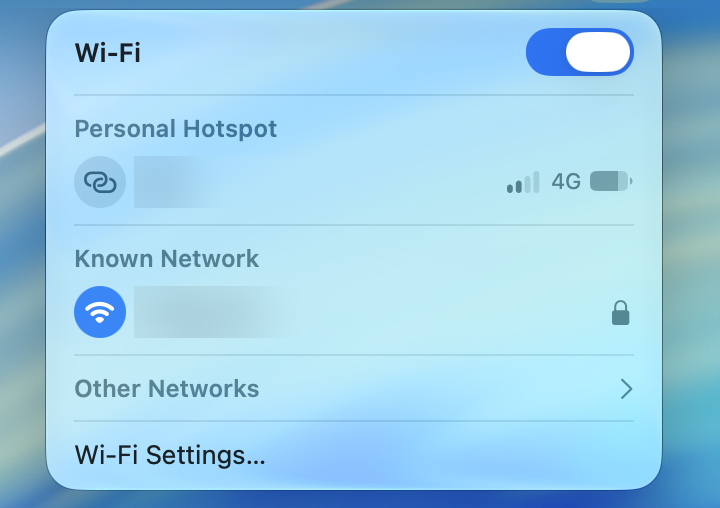 Wi-Fi
Personal Hotspot
4G
Known Network
Other Networks
Wi-Fi Settings...